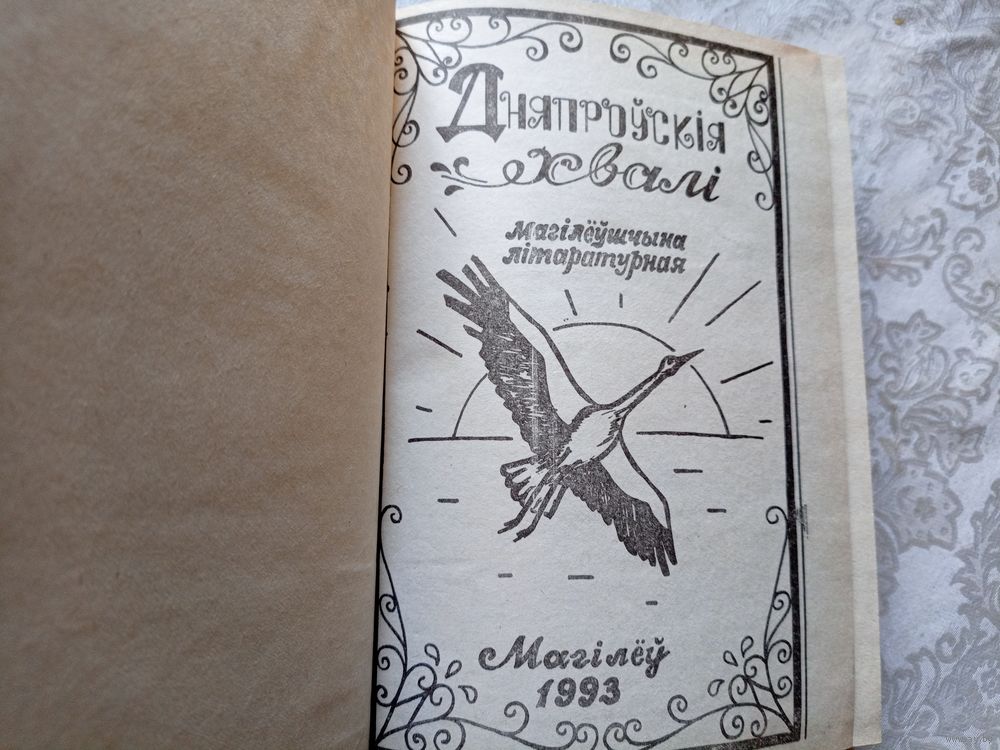 Дняпроўскія
хвалі
Магілёўшчына
літаратурная
Магілёў
1993